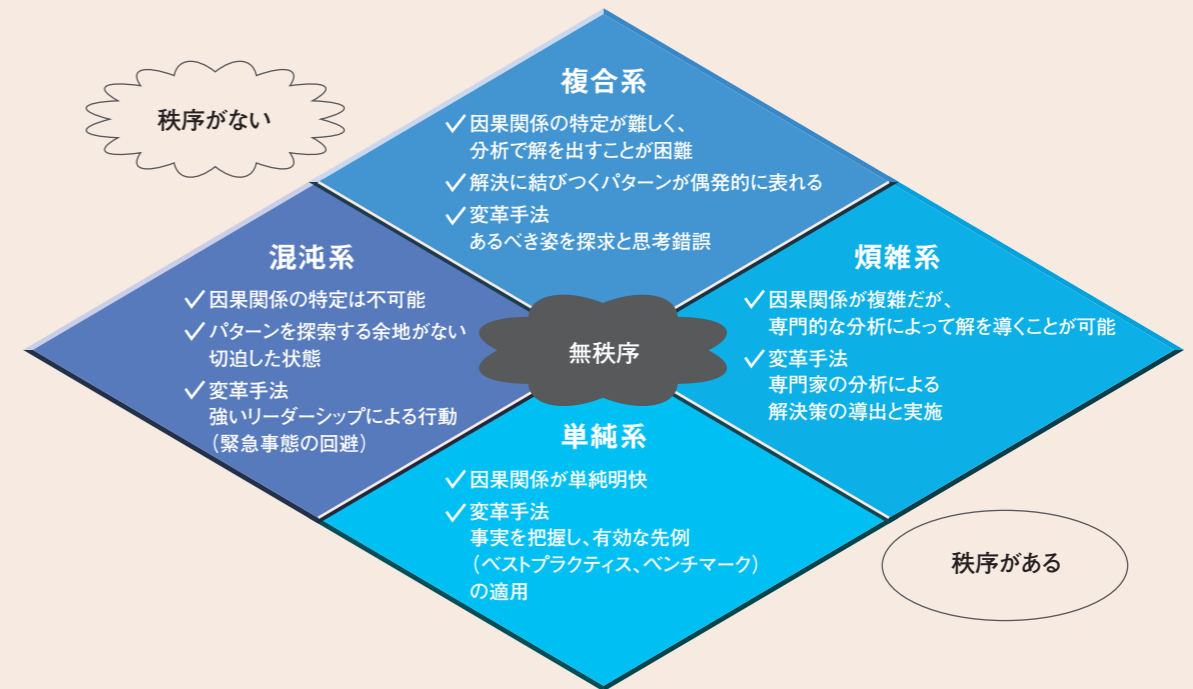 秩序がない
複合系
✓因果関係の特定が難しく、
分析で解を出すことが困難
✓解決に結びつくパターンが偶発的に表れる
✓変革手法
あるべき姿を探求と思考錯誤
混沌系
✓因果関係の特定は不可能
✓パターンを探索する余地がない
切迫した状態
✓変革手法
強いリーダーシップによる行動
（緊急事態の回避）
煩雑系
✓因果関係が複雑だが、
専門的な分析によって解を導くことが可能
✓変革手法
専門家の分析による
解決策の導出と実施
無秩序
単純系
✓因果関係が単純明快
✓変革手法
事実を把握し、有効な先例
（ベストプラクティス、ベンチマーク）
の適用
秩序がある